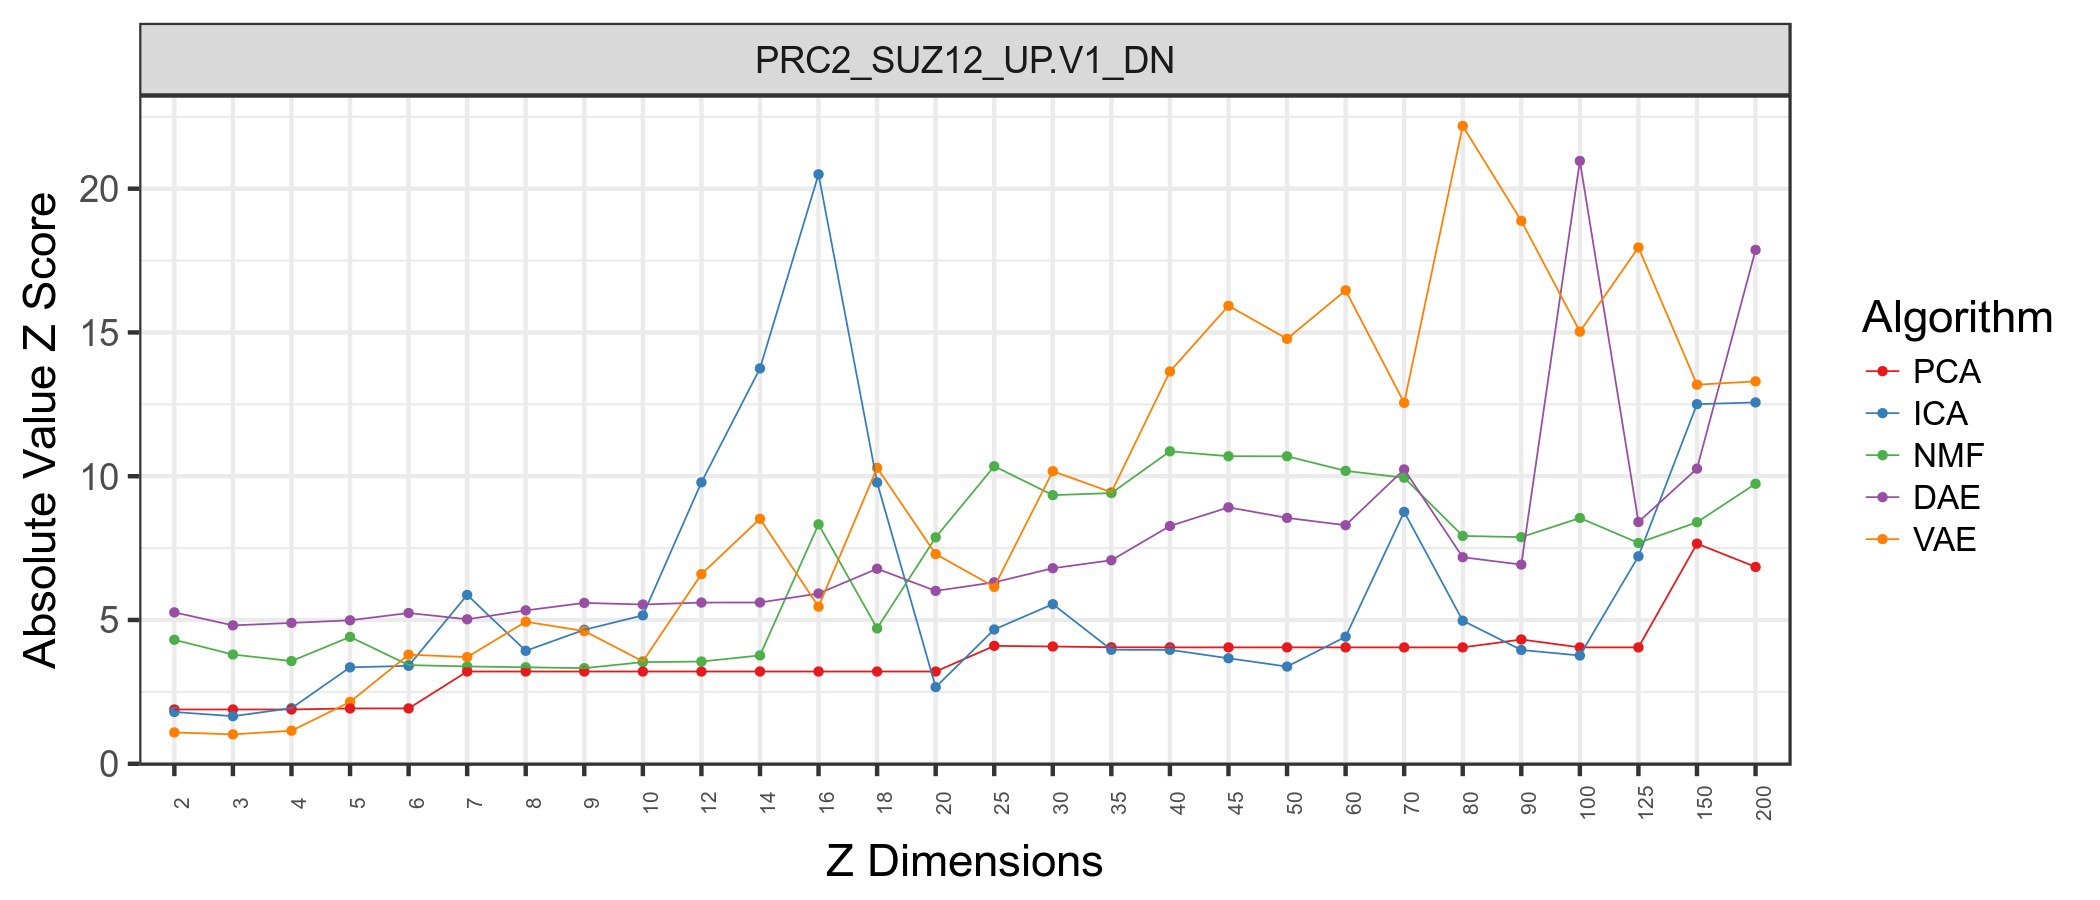 PRC2_SUZ12_UP.V1_DN
Absolute Value Z Score
20
15
10
5
0
2 3 4 5 6 7 8 9 10 12 14 16 18 20 25 30 35 40 45 50 60 70 80 90 100 125 150 200
Z Dimensions
Algorithm
PCA
ICA
NMF
DAE
VAE